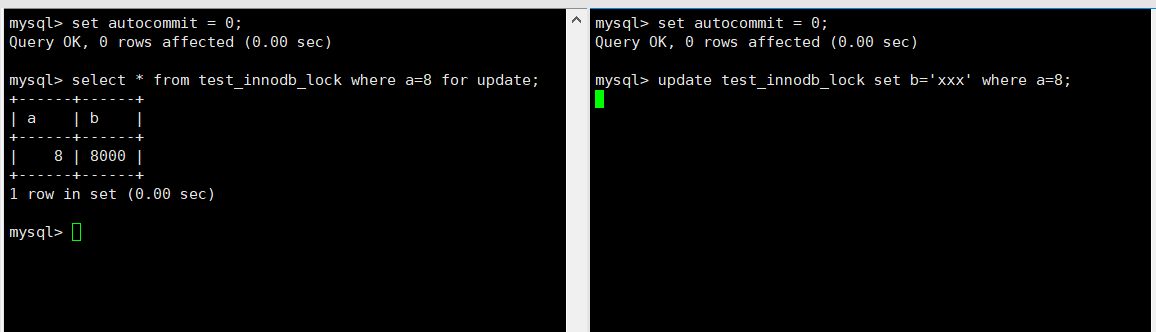 mysql> set autocommit = 0;
Query OK, 0 rows affected (0.00 sec)
mysql> select * from test_innodb_lock where a=8 for update;
+------+------+
| a    | b    |
+------+------+
|    8 | 8000 |
+------+------+
1 row in set (0.00 sec)
mysql>
mysql> set autocommit = 0;
Query OK, 0 rows affected (0.00 sec)
mysql> update test_innodb_lock set b='xxx' where a=8;